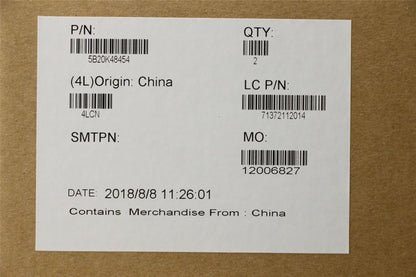 P/N: QTY:
5B20K48454 2
(4L)Origin: China LC P/N:
4LCN 71372112014
SMTPN: MO:
12006827
DATE: 2018/8/8 11:26:01
Contains Merchandise From : China